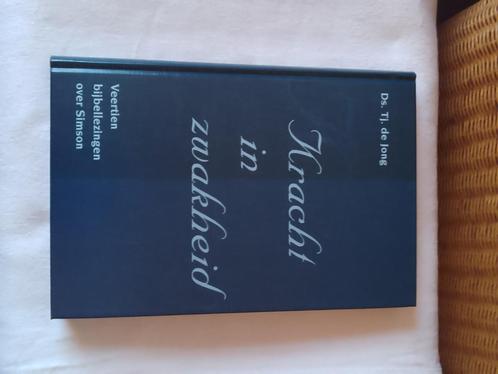 Ds. Tj. de Jong
Kracht
in
zwakheid
Veertien
bijbellezingen
over Simson